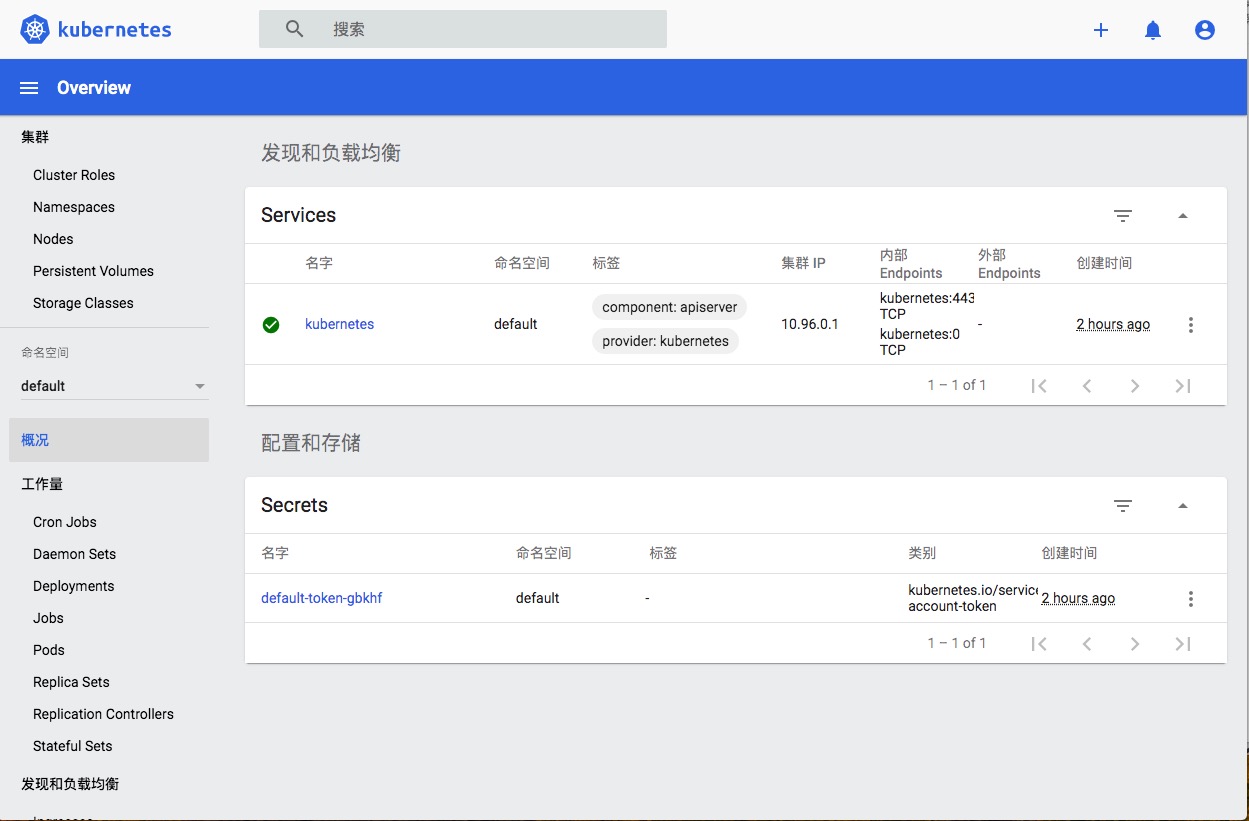 kubernetes
搜索
Overview
集群
Cluster Roles
Namespaces
Nodes
Persistent Volumes
Storage Classes
命名空间
default
概况
工作量
Cron Jobs
Daemon Sets
Deployments
Jobs
Pods
Replica Sets
Replication Controllers
Stateful Sets
发现和负载均衡
发现和负载均衡
Services
名字 命名空间 标签 集群 IP 内部 Endpoints 外部 Endpoints 创建时间
kubernetes default component: apiserver provider: kubernetes 10.96.0.1 kubernetes:443 TCP kubernetes:0 TCP - 2 hours ago
1 – 1 of 1
配置和存储
Secrets
名字 命名空间 标签 类别 创建时间
default-token-gbkhf default - kubernetes.io/service account-token 2 hours ago
1 – 1 of 1